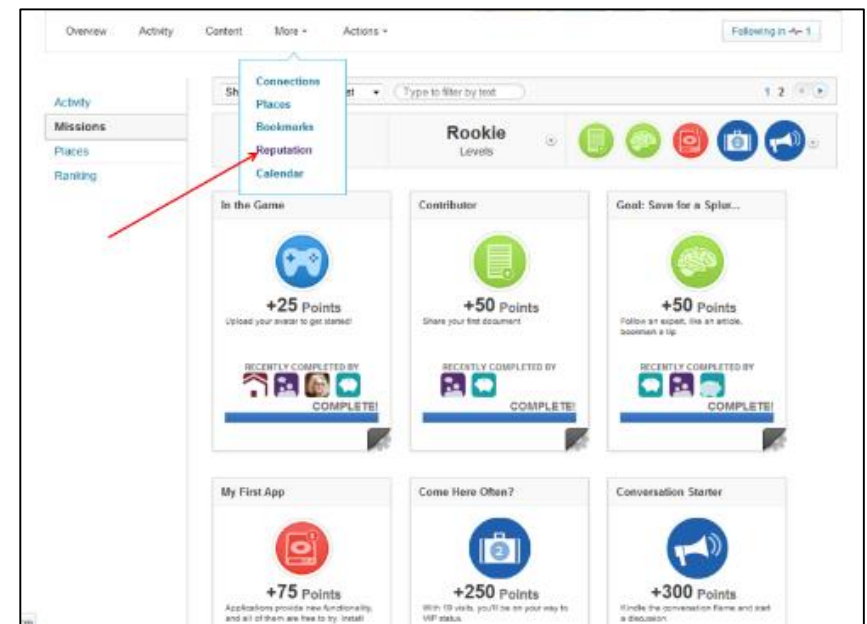 Overview Activity Content More Actions Following in 1
Connections
Places
Bookmarks
Reputation
Calendar
Activity
Missions
Places
Ranking
Sh st Type to filter by text 1 2
Rookie
Levels
In the Game Contributor Goal: Save for a Splur...
+25 Points +50 Points +50 Points
Upload your avatar to get started! Share your first document Follow an expert, like an article,
bookmark a tip
RECENTLY COMPLETED BY RECENTLY COMPLETED BY RECENTLY COMPLETED BY
COMPLETE! COMPLETE! COMPLETE!
My First App Come Here Often? Conversation Starter
2
+75 Points +250 Points +300 Points
Applications provide new functionality, With 10 visits, you'll be on your way to Kindle the conversation flame and start
and all of them are free to try. Install VIP status. a discussion